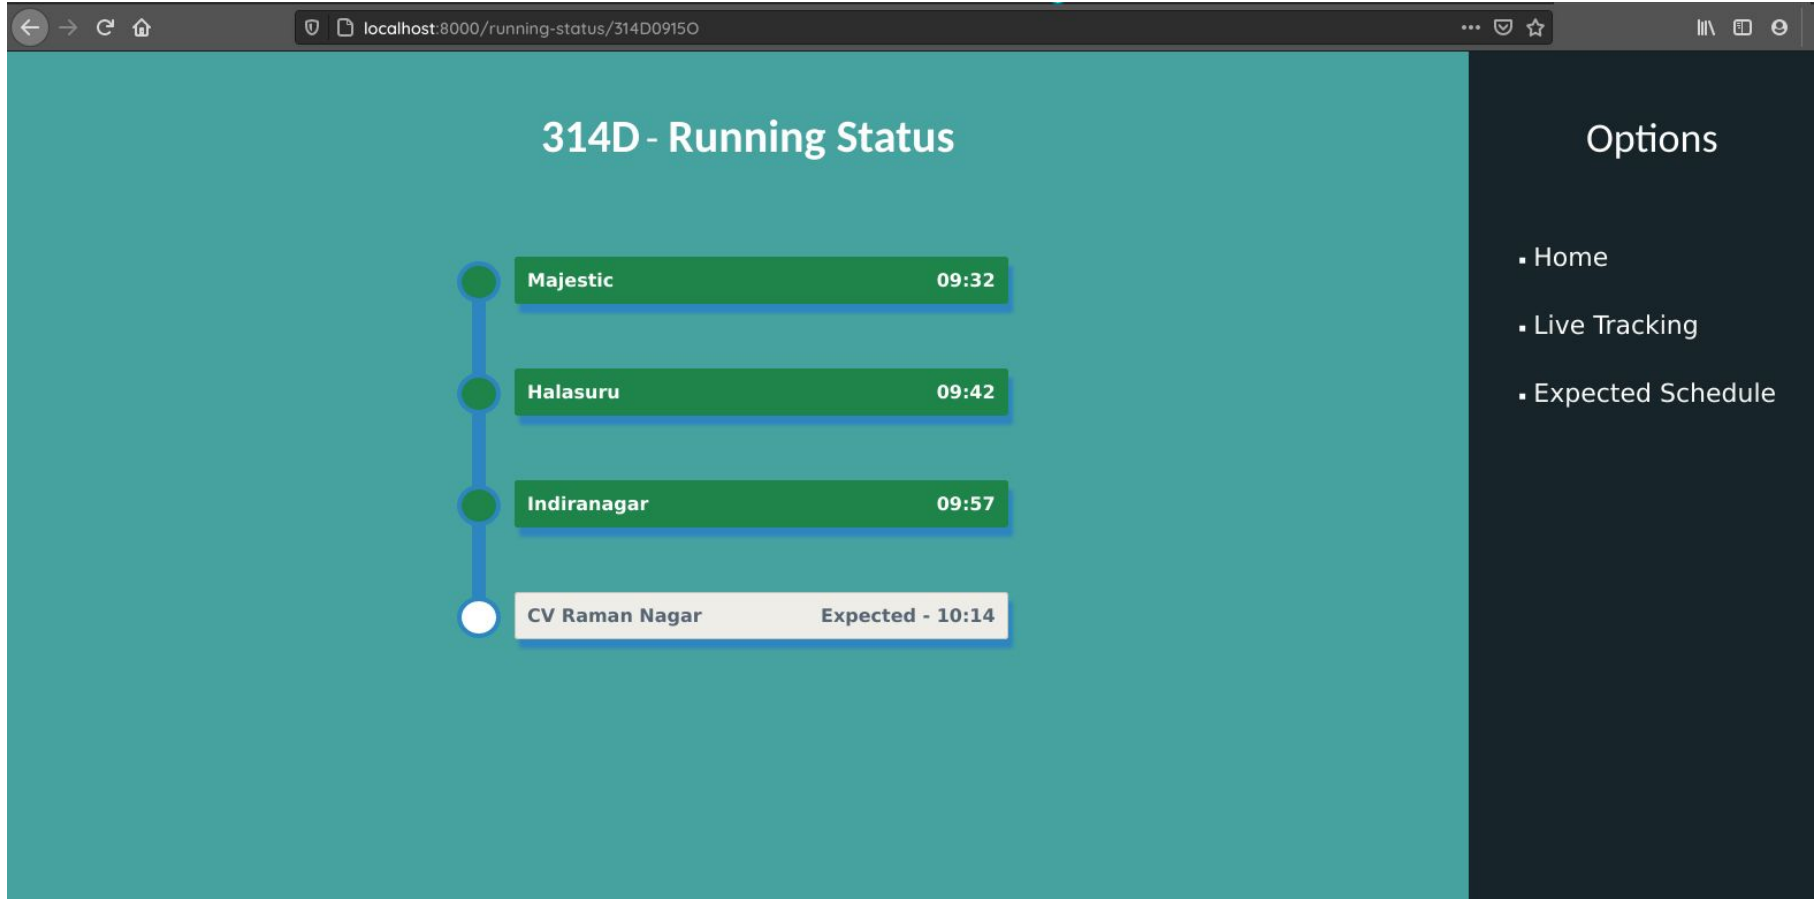 localhost:8000/running-status/314D0915O
314D - Running Status
Majestic 09:32
Halasuru 09:42
Indiranagar 09:57
CV Raman Nagar Expected - 10:14
Options
Home
Live Tracking
Expected Schedule